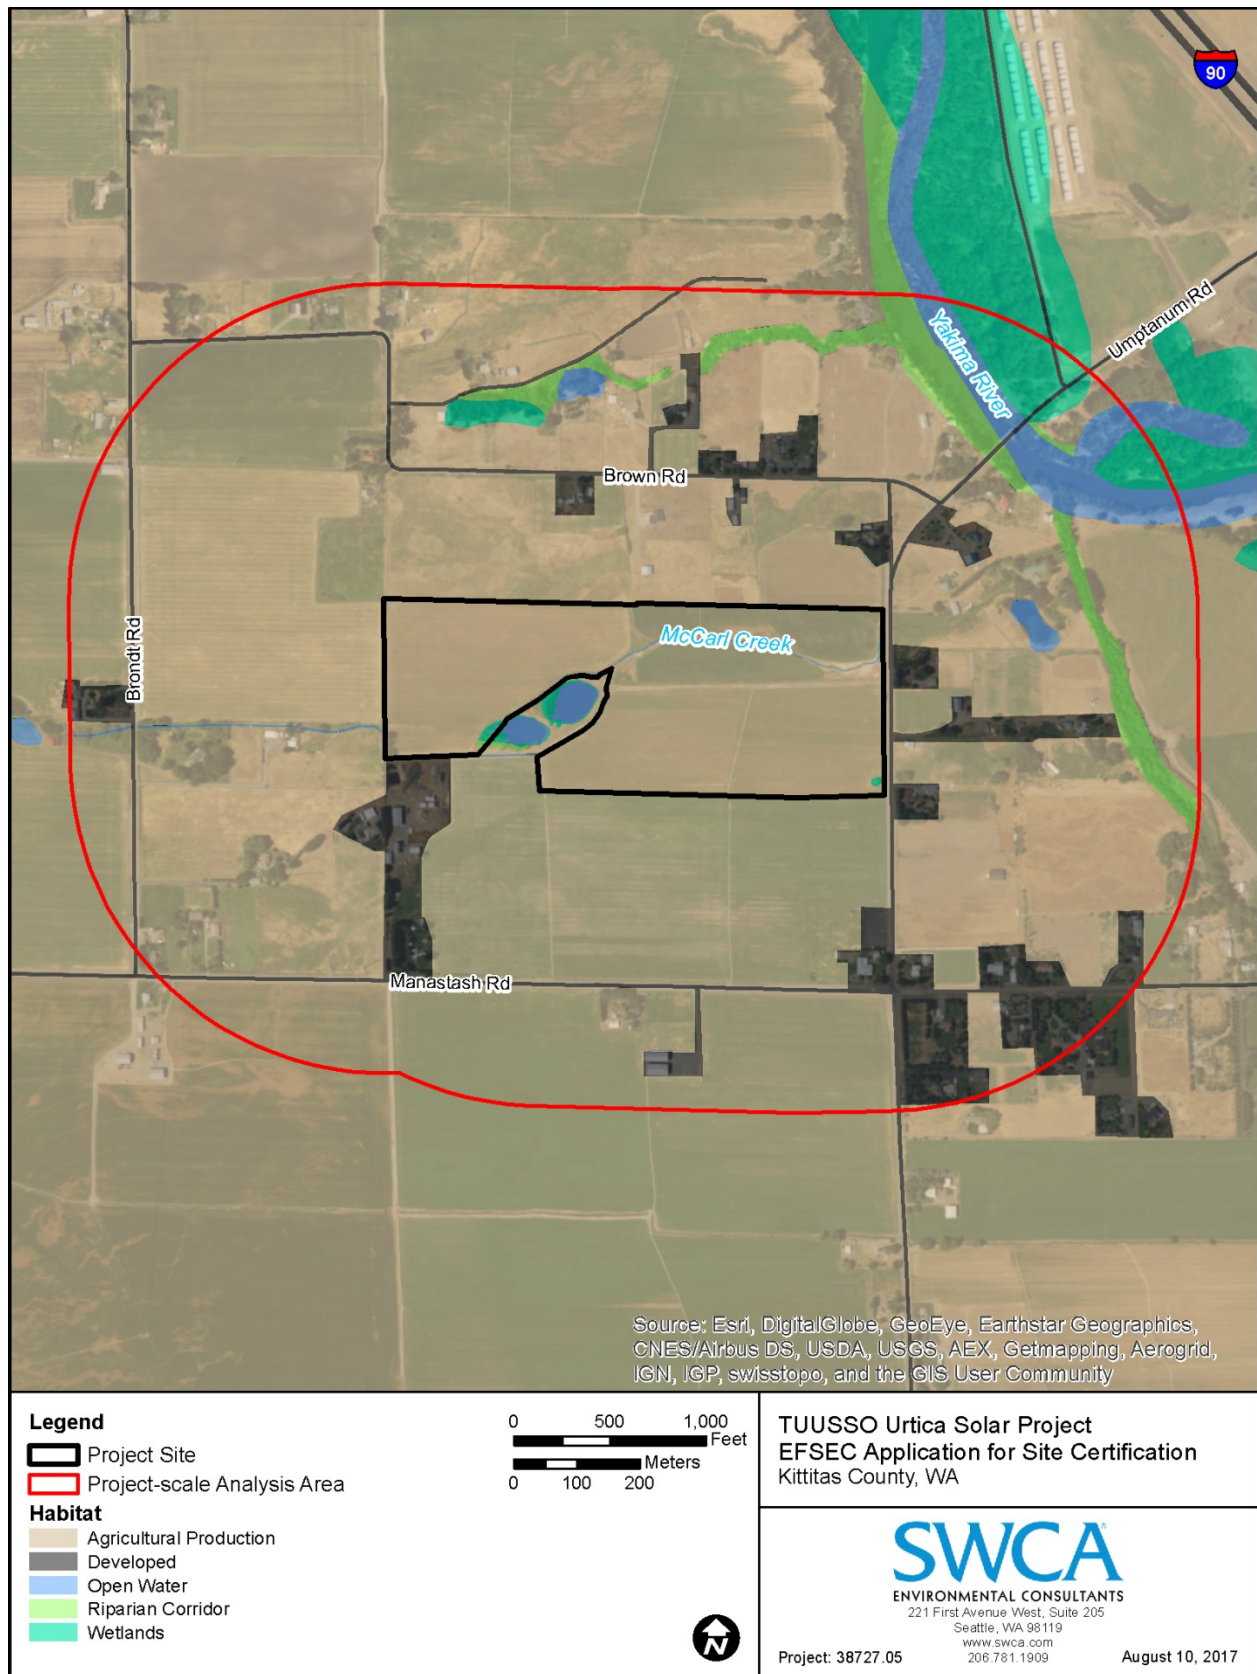 90
Yakima River
Umptanum Rd
Brown Rd
McCarl Creek
Brondt Rd
Manastash Rd
Source: Esri, DigitalGlobe, GeoEye, Earthstar Geographics,
CNES/Airbus DS, USDA, USGS, AEX, Getmapping, Aerogrid,
IGN, IGP, swisstopo, and the GIS User Community
Legend
Project Site
Project-scale Analysis Area
Habitat
Agricultural Production
Developed
Open Water
Riparian Corridor
Wetlands
0 500 1,000
Feet
Meters
0 100 200
N
TUUSSO Urtica Solar Project
EFSEC Application for Site Certification
Kittitas County, WA
SWCA
ENVIRONMENTAL CONSULTANTS
221 First Avenue West, Suite 205
Seattle, WA 98119
www.swca.com
206.781.1909
Project: 38727.05
August 10, 2017